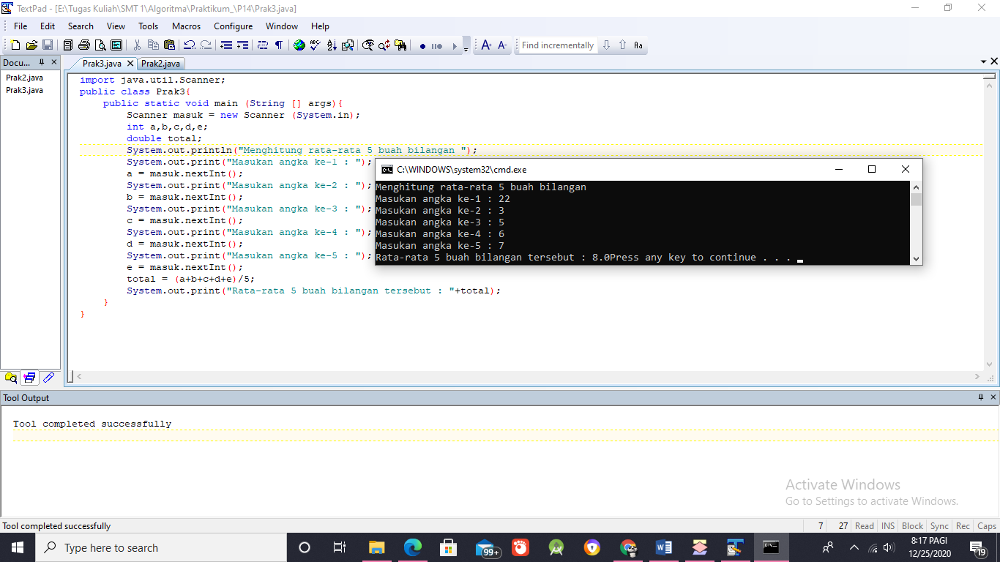 TextPad - [E:\Tugas Kuliah\SMT 1\Algoritma\Praktikum_\P14\Prak3.java]
File Edit Search View Tools Macros Configure Window Help
Find incrementally
Docu...
Prak3.java
Prak2.java
Prak2.java
Prak3.java
import java.util.Scanner;
public class Prak3{
public static void main (String [] args){
Scanner masuk = new Scanner (System.in);
int a,b,c,d,e;
double total;
System.out.println("Menghitung rata-rata 5 buah bilangan ");
System.out.print("Masukan angka ke-1 : ");
a = masuk.nextInt();
System.out.print("Masukan angka ke-2 : ");
b = masuk.nextInt();
System.out.print("Masukan angka ke-3 : ");
c = masuk.nextInt();
System.out.print("Masukan angka ke-4 : ");
d = masuk.nextInt();
System.out.print("Masukan angka ke-5 : ");
e = masuk.nextInt();
total = (a+b+c+d+e)/5;
System.out.print("Rata-rata 5 buah bilangan tersebut : "+total);
}
}
C:\WINDOWS\system32\cmd.exe
Menghitung rata-rata 5 buah bilangan
Masukan angka ke-1 : 22
Masukan angka ke-2 : 3
Masukan angka ke-3 : 5
Masukan angka ke-4 : 6
Masukan angka ke-5 : 7
Rata-rata 5 buah bilangan tersebut : 8.0Press any key to continue . . .
Tool Output
Tool completed successfully
Activate Windows
Go to Settings to activate Windows.
Tool completed successfully
7 27 Read INS Block Sync Rec Caps
Type here to search
99+
8:17 PAGI
12/25/2020
19